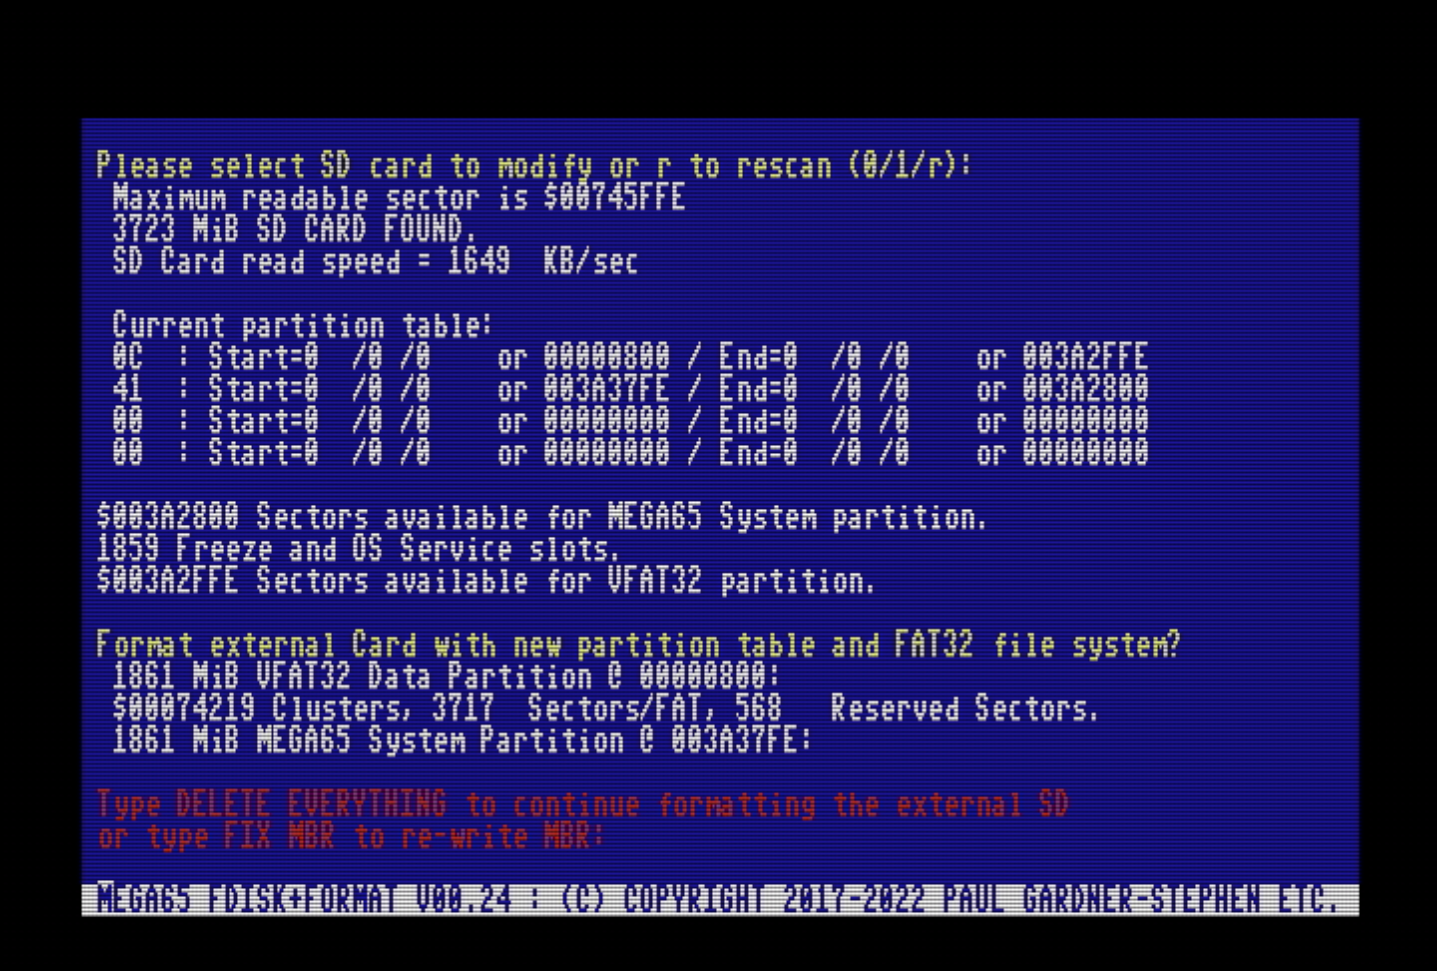 Please select SD card to modify or r to rescan (0/1/r):
Maximum readable sector is $00745FFE
3723 MiB SD CARD FOUND.
SD Card read speed = 1649  KB/sec
Current partition table:
0C  : Start=0  /0 /0    or 00000800 / End=0  /0 /0    or 003A2FFE
41  : Start=0  /0 /0    or 003A37FE / End=0  /0 /0    or 003A2800
00  : Start=0  /0 /0    or 00000000 / End=0  /0 /0    or 00000000
00  : Start=0  /0 /0    or 00000000 / End=0  /0 /0    or 00000000
$003A2800 Sectors available for MEGA65 System partition.
1859 Freeze and OS Service slots.
$003A2FFE Sectors available for VFAT32 partition.
Format external Card with new partition table and FAT32 file system?
1861 MiB VFAT32 Data Partition @ 00000800:
$00074219 Clusters, 3717  Sectors/FAT, 568   Reserved Sectors.
1861 MiB MEGA65 System Partition @ 003A37FE:
Type DELETE EVERYTHING to continue formatting the external SD
or type FIX MBR to re-write MBR:
MEGA65 FDISK+FORMAT V00.24 : (C) COPYRIGHT 2017-2022 PAUL GARDNER-STEPHEN ETC.